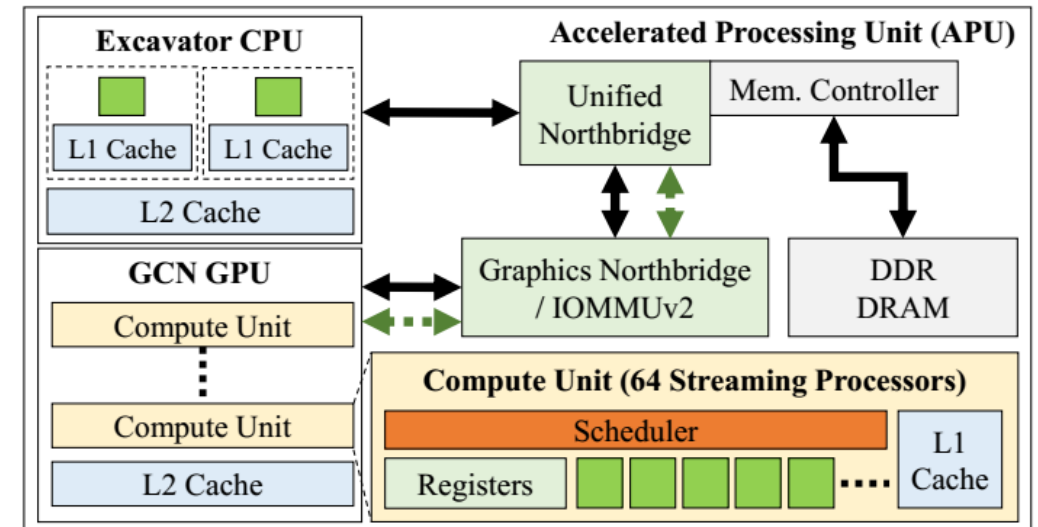 Excavator CPU
L1 Cache
L1 Cache
L2 Cache
GCN GPU
Compute Unit
Compute Unit
L2 Cache
Accelerated Processing Unit (APU)
Unified
Northbridge
Mem. Controller
Graphics Northbridge
/ IOMMUv2
DDR
DRAM
Compute Unit (64 Streaming Processors)
Scheduler
Registers
L1
Cache